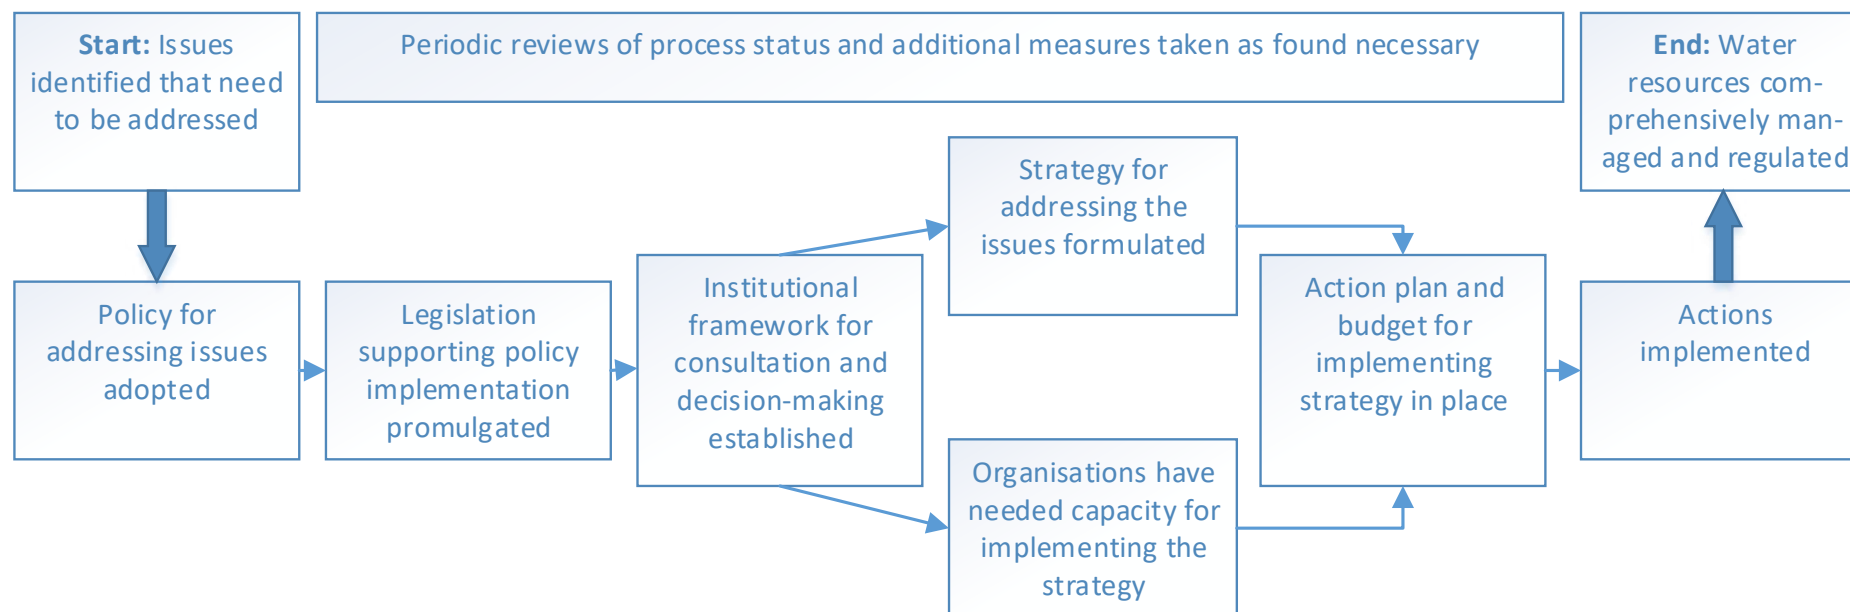 Start: Issues
identified that need
to be addressed
Periodic reviews of process status and additional measures taken as found necessary
End: Water
resources com-
prehensively man-
aged and regulated
Policy for
addressing issues
adopted
Legislation
supporting policy
implementation
promulgated
Institutional
framework for
consultation and
decision-making
established
Strategy for
addressing the
issues formulated
Organisations have
needed capacity for
implementing the
strategy
Action plan and
budget for
implementing
strategy in place
Actions
implemented